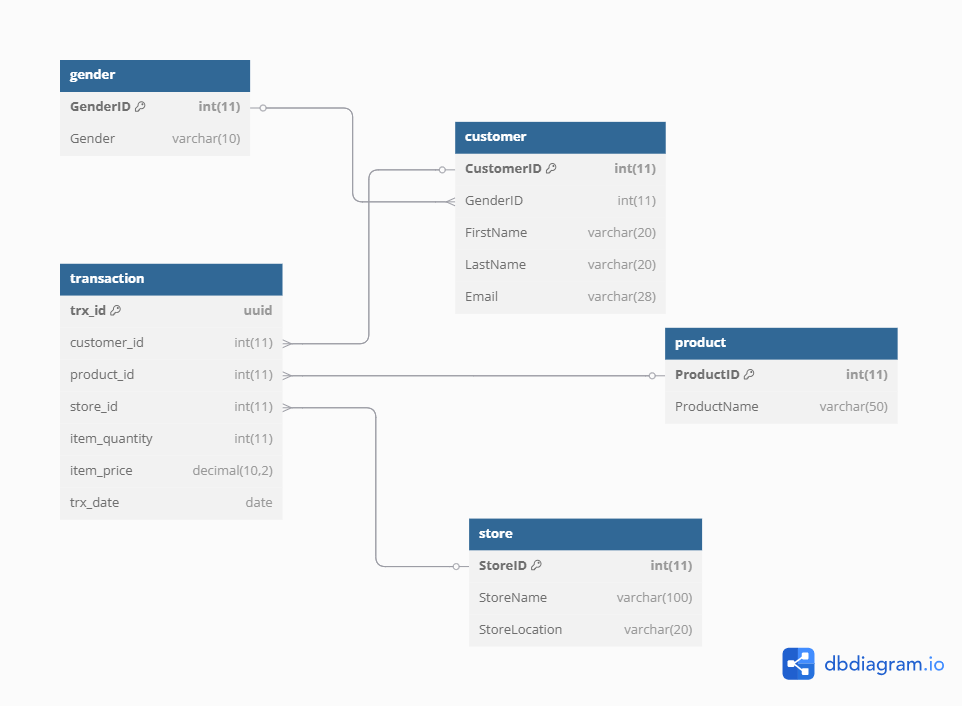 gender
GenderID int(11)
Gender varchar(10)
customer
CustomerID int(11)
GenderID int(11)
FirstName varchar(20)
LastName varchar(20)
Email varchar(28)
transaction
trx_id uuid
customer_id int(11)
product_id int(11)
store_id int(11)
item_quantity int(11)
item_price decimal(10,2)
trx_date date
product
ProductID int(11)
ProductName varchar(50)
store
StoreID int(11)
StoreName varchar(100)
StoreLocation varchar(20)
dbdiagram.io